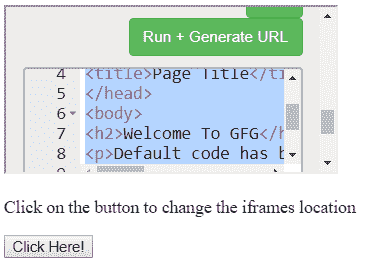 Run + Generate URL
4 <title>Page Title</ti
5 </head>
6 <body>
7 <h2>Welcome To GFG</h
8 <p>Default code has b
Click on the button to change the iframes location
Click Here!